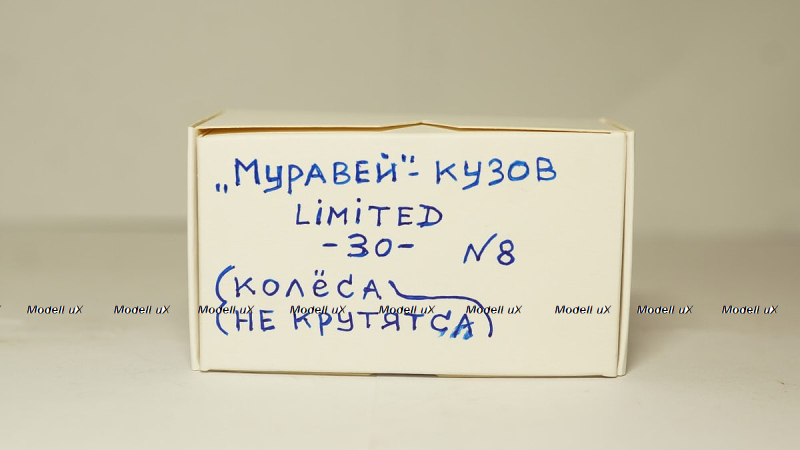 „Муравей"- кузов
LiMiTED
-30- N8
(колёса
не крутятся)
Modell uX Modell uX Modell uX Modell uX Modell uX Modell uX Modell uX Modell uX Modell uX